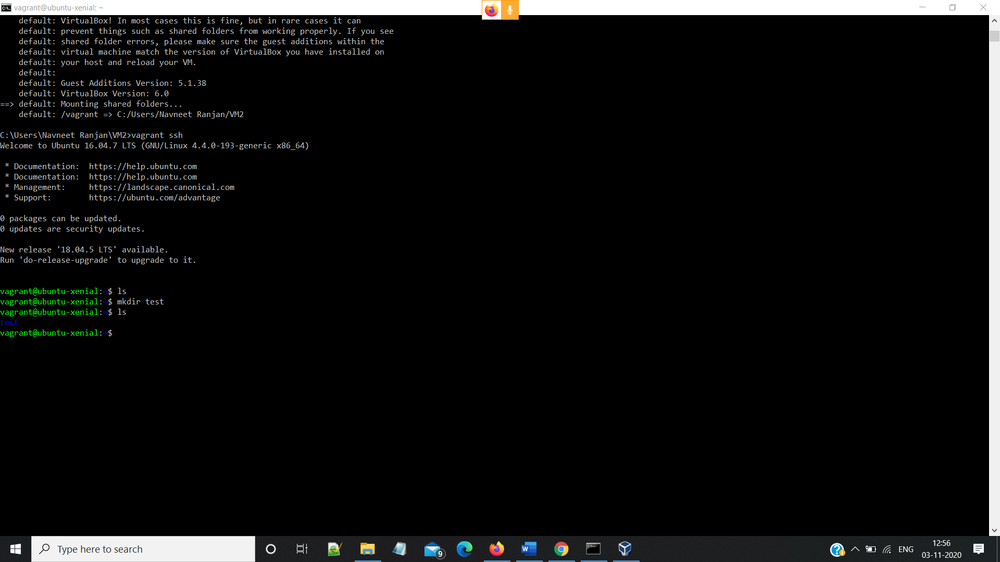 vagrant@ubuntu-xenial: ~
default: VirtualBox! In most cases this is fine, but in rare cases it can
default: prevent things such as shared folders from working properly. If you see
default: shared folder errors, please make sure the guest additions within the
default: virtual machine match the version of VirtualBox you have installed on
default: your host and reload your VM.
default:
default: Guest Additions Version: 5.1.38
default: VirtualBox Version: 6.0
==> default: Mounting shared folders...
default: /vagrant => C:/Users/Navneet Ranjan/VM2
C:\Users\Navneet Ranjan\VM2>vagrant ssh
Welcome to Ubuntu 16.04.7 LTS (GNU/Linux 4.4.0-193-generic x86_64)
* Documentation:  https://help.ubuntu.com
* Documentation:  https://help.ubuntu.com
* Management:     https://landscape.canonical.com
* Support:        https://ubuntu.com/advantage
0 packages can be updated.
0 updates are security updates.
New release '18.04.5 LTS' available.
Run 'do-release-upgrade' to upgrade to it.
vagrant@ubuntu-xenial:~$ ls
vagrant@ubuntu-xenial:~$ mkdir test
vagrant@ubuntu-xenial:~$ ls
test
vagrant@ubuntu-xenial:~$
Type here to search
9
ENG
12:56
03-11-2020